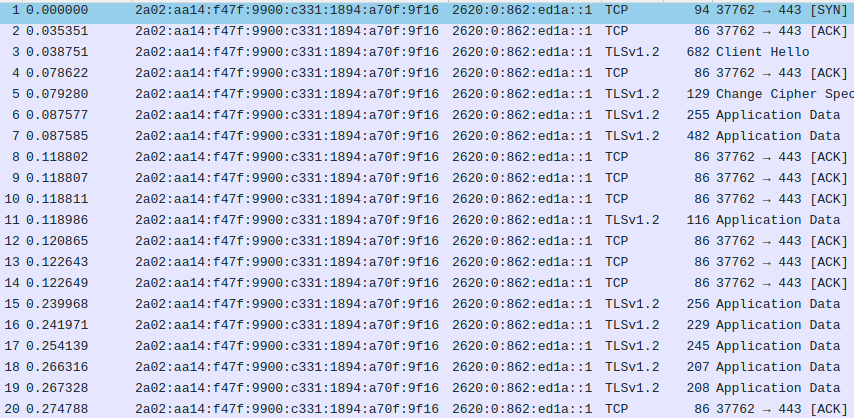 1 0.000000 2a02:aa14:f47f:9900:c331:1894:a70f:9f16 2620:0:862:ed1a::1 TCP 94 37762 → 443 [SYN]
2 0.035351 2a02:aa14:f47f:9900:c331:1894:a70f:9f16 2620:0:862:ed1a::1 TCP 86 37762 → 443 [ACK]
3 0.038751 2a02:aa14:f47f:9900:c331:1894:a70f:9f16 2620:0:862:ed1a::1 TLSv1.2 682 Client Hello
4 0.078622 2a02:aa14:f47f:9900:c331:1894:a70f:9f16 2620:0:862:ed1a::1 TCP 86 37762 → 443 [ACK]
5 0.079280 2a02:aa14:f47f:9900:c331:1894:a70f:9f16 2620:0:862:ed1a::1 TLSv1.2 129 Change Cipher Spec
6 0.087577 2a02:aa14:f47f:9900:c331:1894:a70f:9f16 2620:0:862:ed1a::1 TLSv1.2 255 Application Data
7 0.087585 2a02:aa14:f47f:9900:c331:1894:a70f:9f16 2620:0:862:ed1a::1 TLSv1.2 482 Application Data
8 0.118802 2a02:aa14:f47f:9900:c331:1894:a70f:9f16 2620:0:862:ed1a::1 TCP 86 37762 → 443 [ACK]
9 0.118807 2a02:aa14:f47f:9900:c331:1894:a70f:9f16 2620:0:862:ed1a::1 TCP 86 37762 → 443 [ACK]
10 0.118811 2a02:aa14:f47f:9900:c331:1894:a70f:9f16 2620:0:862:ed1a::1 TCP 86 37762 → 443 [ACK]
11 0.118986 2a02:aa14:f47f:9900:c331:1894:a70f:9f16 2620:0:862:ed1a::1 TLSv1.2 116 Application Data
12 0.120865 2a02:aa14:f47f:9900:c331:1894:a70f:9f16 2620:0:862:ed1a::1 TCP 86 37762 → 443 [ACK]
13 0.122643 2a02:aa14:f47f:9900:c331:1894:a70f:9f16 2620:0:862:ed1a::1 TCP 86 37762 → 443 [ACK]
14 0.122649 2a02:aa14:f47f:9900:c331:1894:a70f:9f16 2620:0:862:ed1a::1 TCP 86 37762 → 443 [ACK]
15 0.239968 2a02:aa14:f47f:9900:c331:1894:a70f:9f16 2620:0:862:ed1a::1 TLSv1.2 256 Application Data
16 0.241971 2a02:aa14:f47f:9900:c331:1894:a70f:9f16 2620:0:862:ed1a::1 TLSv1.2 229 Application Data
17 0.254139 2a02:aa14:f47f:9900:c331:1894:a70f:9f16 2620:0:862:ed1a::1 TLSv1.2 245 Application Data
18 0.266316 2a02:aa14:f47f:9900:c331:1894:a70f:9f16 2620:0:862:ed1a::1 TLSv1.2 207 Application Data
19 0.267328 2a02:aa14:f47f:9900:c331:1894:a70f:9f16 2620:0:862:ed1a::1 TLSv1.2 208 Application Data
20 0.274788 2a02:aa14:f47f:9900:c331:1894:a70f:9f16 2620:0:862:ed1a::1 TCP 86 37762 → 443 [ACK]